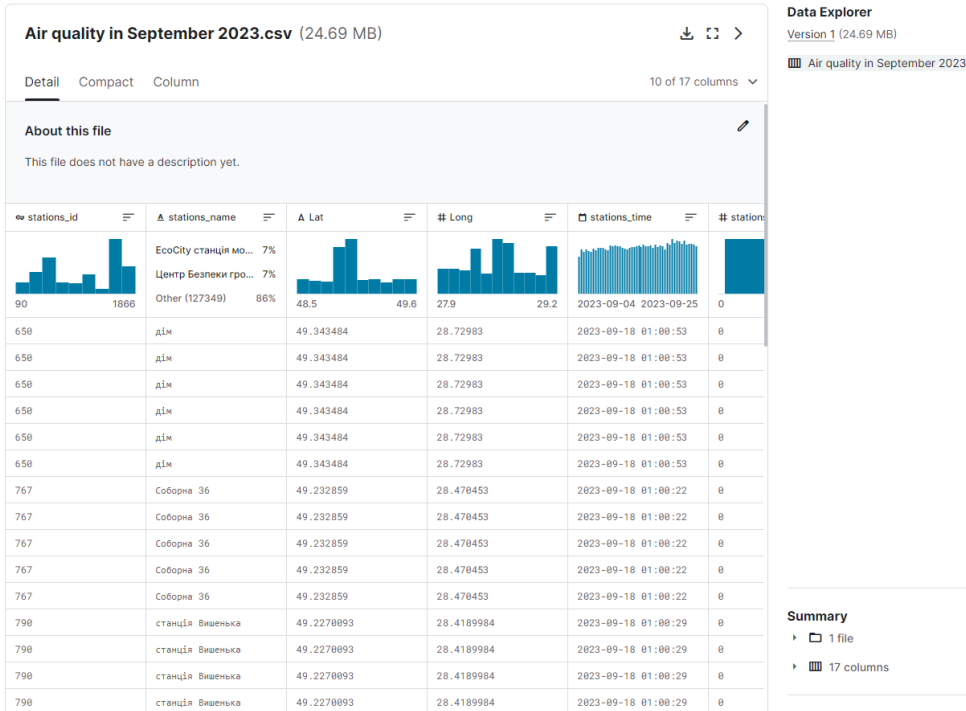 Air quality in September 2023.csv (24.69 MB)
Detail Compact Column 10 of 17 columns
About this file
This file does not have a description yet.
stations_id stations_name Lat Long stations_time
EcoCity станція мо... 7%
Центр Безпеки гро... 7%
Other (127349) 86%
90 1866 48.5 49.6 27.9 29.2 2023-09-04 2023-09-25 0
650 дім 49.343484 28.72983 2023-09-18 01:00:53 0
650 дім 49.343484 28.72983 2023-09-18 01:00:53 0
650 дім 49.343484 28.72983 2023-09-18 01:00:53 0
650 дім 49.343484 28.72983 2023-09-18 01:00:53 0
650 дім 49.343484 28.72983 2023-09-18 01:00:53 0
650 дім 49.343484 28.72983 2023-09-18 01:00:53 0
767 Соборна 36 49.232859 28.470453 2023-09-18 01:00:22 0
767 Соборна 36 49.232859 28.470453 2023-09-18 01:00:22 0
767 Соборна 36 49.232859 28.470453 2023-09-18 01:00:22 0
767 Соборна 36 49.232859 28.470453 2023-09-18 01:00:22 0
767 Соборна 36 49.232859 28.470453 2023-09-18 01:00:22 0
790 станція Вишенька 49.2270093 28.4189984 2023-09-18 01:00:29 0
790 станція Вишенька 49.2270093 28.4189984 2023-09-18 01:00:29 0
790 станція Вишенька 49.2270093 28.4189984 2023-09-18 01:00:29 0
790 станція Вишенька 49.2270093 28.4189984 2023-09-18 01:00:29 0
Data Explorer
Version 1 (24.69 MB)
Air quality in September 2023
Summary
1 file
17 columns